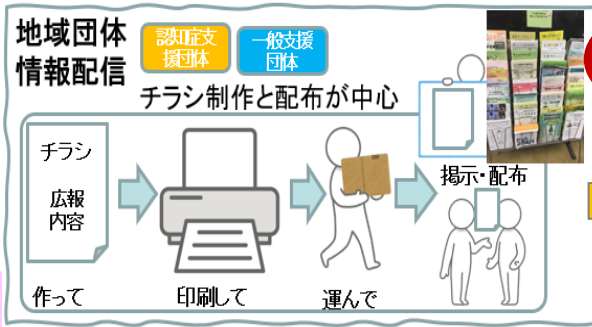 地域団体
情報配信
認知症支
援団体
一般支援
団体
チラシ制作と配布が中心
チラシ
広報
内容
掲示・配布
作って
印刷して
運んで